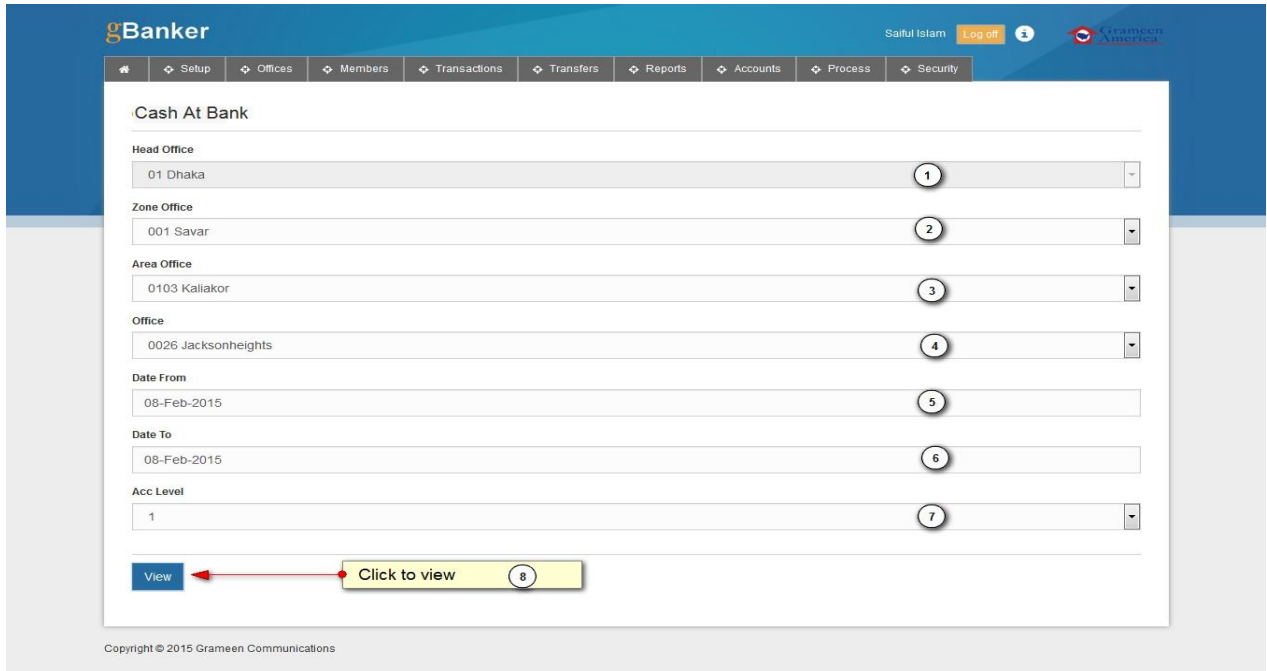 gBanker
Saiful Islam Log off i Grameen America
Setup Offices Members Transactions Transfers Reports Accounts Process Security
Cash At Bank
Head Office
01 Dhaka 1
Zone Office
001 Savar 2
Area Office
0103 Kaliakor 3
Office
0026 Jacksonheights 4
Date From
08-Feb-2015 5
Date To
08-Feb-2015 6
Acc Level
1 7
View Click to view 8
Copyright © 2015 Grameen Communications